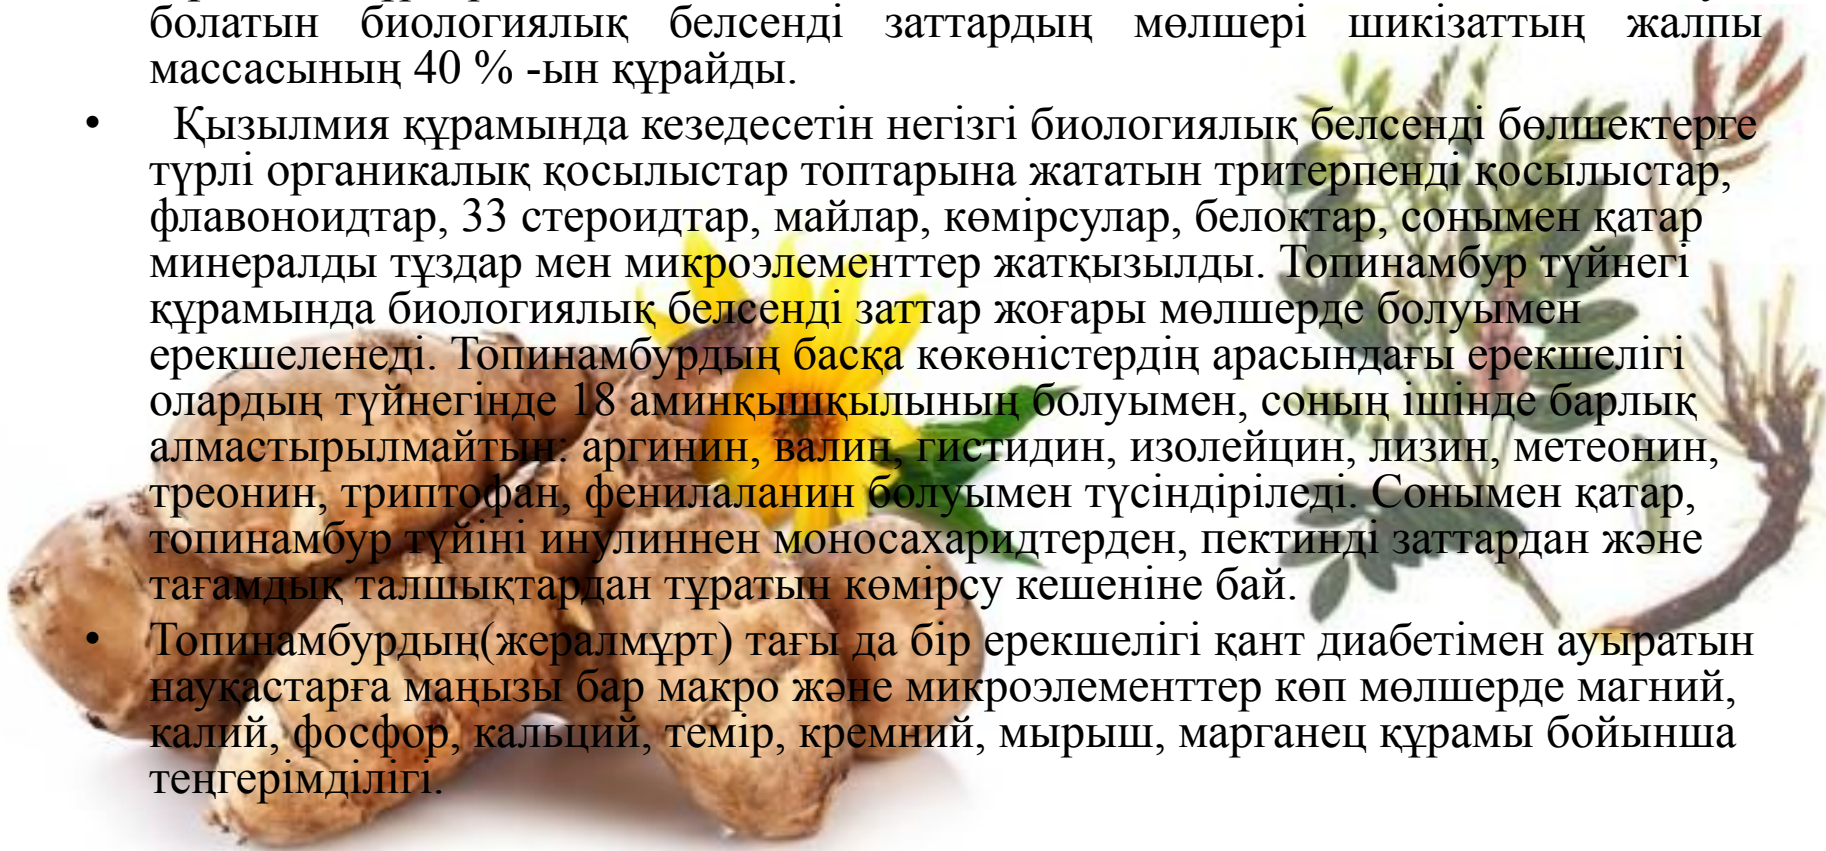 болатын биологиялық белсенді заттардың мөлшері шикізаттың жалпы
массасының 40 % -ын құрайды.
• Қызылмия құрамында кезедесетін негізгі биологиялық белсенді бөлшектерге
түрлі органикалық қосылыстар топтарына жататын тритерпенді қосылыстар,
флавоноидтар, 33 стероидтар, майлар, көмірсулар, белоктар, сонымен қатар
минералды тұздар мен микроэлементтер жатқызылды. Топинамбур түйнегі
құрамында биологиялық белсенді заттар жоғары мөлшерде болуымен
ерекшеленеді. Топинамбурдың басқа көкөністердің арасындағы ерекшелігі
олардың түйнегінде 18 аминқышқылының болуымен, соның ішінде барлық
алмастырылмайтын: аргинин, валин, гистидин, изолейцин, лизин, метеонин,
треонин, триптофан, фенилаланин болуымен түсіндіріледі. Сонымен қатар,
топинамбур түйіні инулиннен моносахаридтерден, пектинді заттардан және
тағамдық талшықтардан тұратын көмірсу кешеніне бай.
• Топинамбурдың(жералмұрт) тағы да бір ерекшелігі қант диабетімен ауыратын
науқастарға маңызы бар макро және микроэлементтер көп мөлшерде магний,
калий, фосфор, кальций, темір, кремний, мырыш, марганец құрамы бойынша
теңгерімділігі.